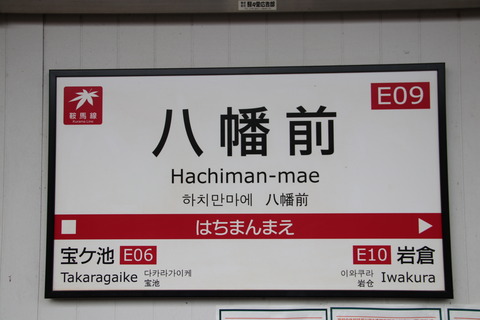 鞍馬線
Kurama Line
E09
八幡前
Hachiman-mae
하치만마에 八幡前
はちまんまえ
宝ケ池 E06
Takaragaike 다카라가이케
宝池
E10 岩倉
이와쿠라 Iwakura
岩仓